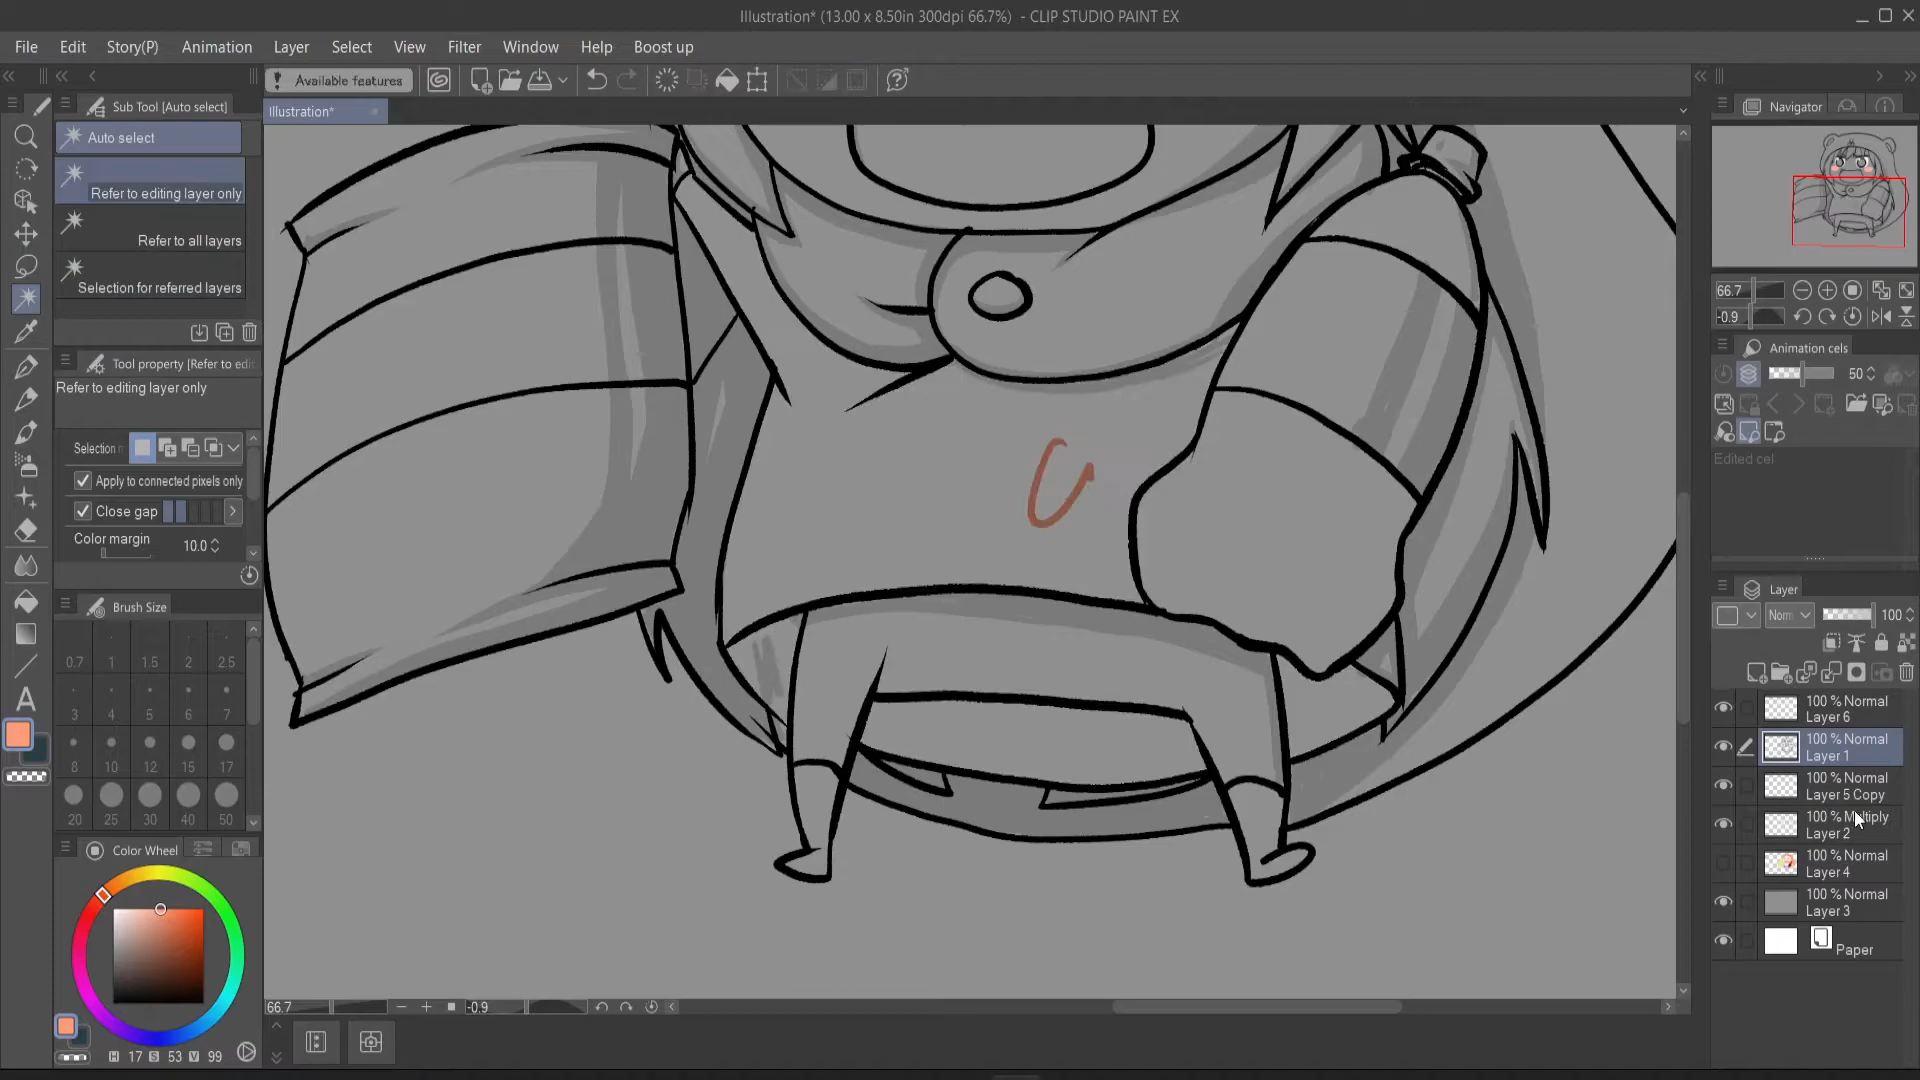 Illustration* (13.00 x 8.50in 300dpi 66.7%) - CLIP STUDIO PAINT EX
File Edit Story(P) Animation Layer Select View Filter Window Help Boost up
Available features
Sub Tool [Auto select]
Illustration*
Navigator
Auto select
Refer to editing layer only
Refer to all layers
Selection for referred layers
66.7
-0.9
Tool property [Refer to edi
Refer to editing layer only
Animation cels
50
Selection
Apply to connected pixels only
Close gap
Color margin 10.0
Edited cel
Brush Size
0.7 1 1.5 2 2.5
3 4 5 6 7
8 10 12 15 17
20 25 30 40 50
Layer
Norm 100
100 % Normal
Layer 6
100 % Normal
Layer 1
100 % Normal
Layer 5 Copy
100 % Multiply
Layer 2
100 % Normal
Layer 4
100 % Normal
Layer 3
Paper
Color Wheel
H 17 S 53 V 99
66.7 -0.9
A